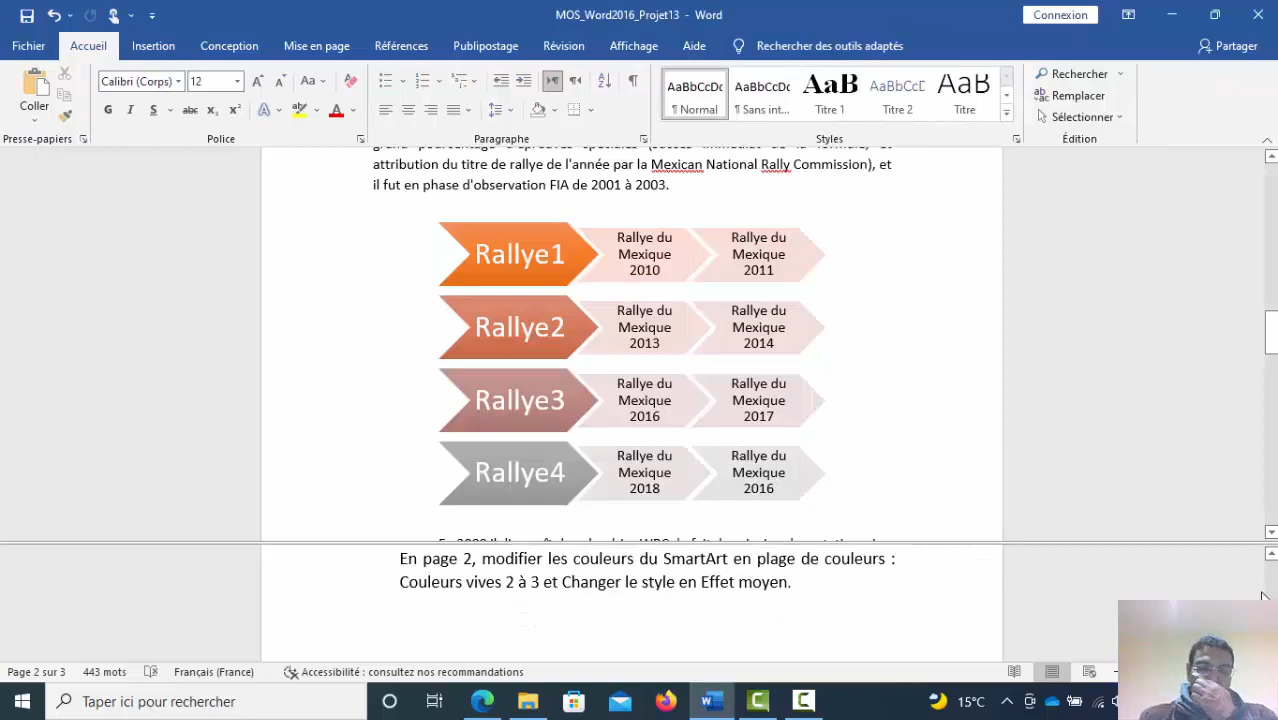 MOS_Word2016_Projet13 - Word
Connexion
Fichier Accueil Insertion Conception Mise en page Références Publipostage Révision Affichage Aide Rechercher des outils adaptés Partager
Coller
Calibri (Corps) 12
G I S abc x₂ x²
AaBbCcDc AaBbCcDc AaB AaBbCcD AaB
¶ Normal ¶ Sans int... Titre 1 Titre 2 Titre
Rechercher
Remplacer
Sélectionner
Presse-papiers Police Paragraphe Styles Édition
attribution du titre de rallye de l'année par la Mexican National Rally Commission), et
il fut en phase d'observation FIA de 2001 à 2003.
Rallye1
Rallye du
Mexique
2010
Rallye du
Mexique
2011
Rallye2
Rallye du
Mexique
2013
Rallye du
Mexique
2014
Rallye3
Rallye du
Mexique
2016
Rallye du
Mexique
2017
Rallye4
Rallye du
Mexique
2018
Rallye du
Mexique
2016
En page 2, modifier les couleurs du SmartArt en plage de couleurs :
Couleurs vives 2 à 3 et Changer le style en Effet moyen.
Page 2 sur 3 443 mots Français (France) Accessibilité : consultez nos recommandations
Taper ici pour rechercher
15°C